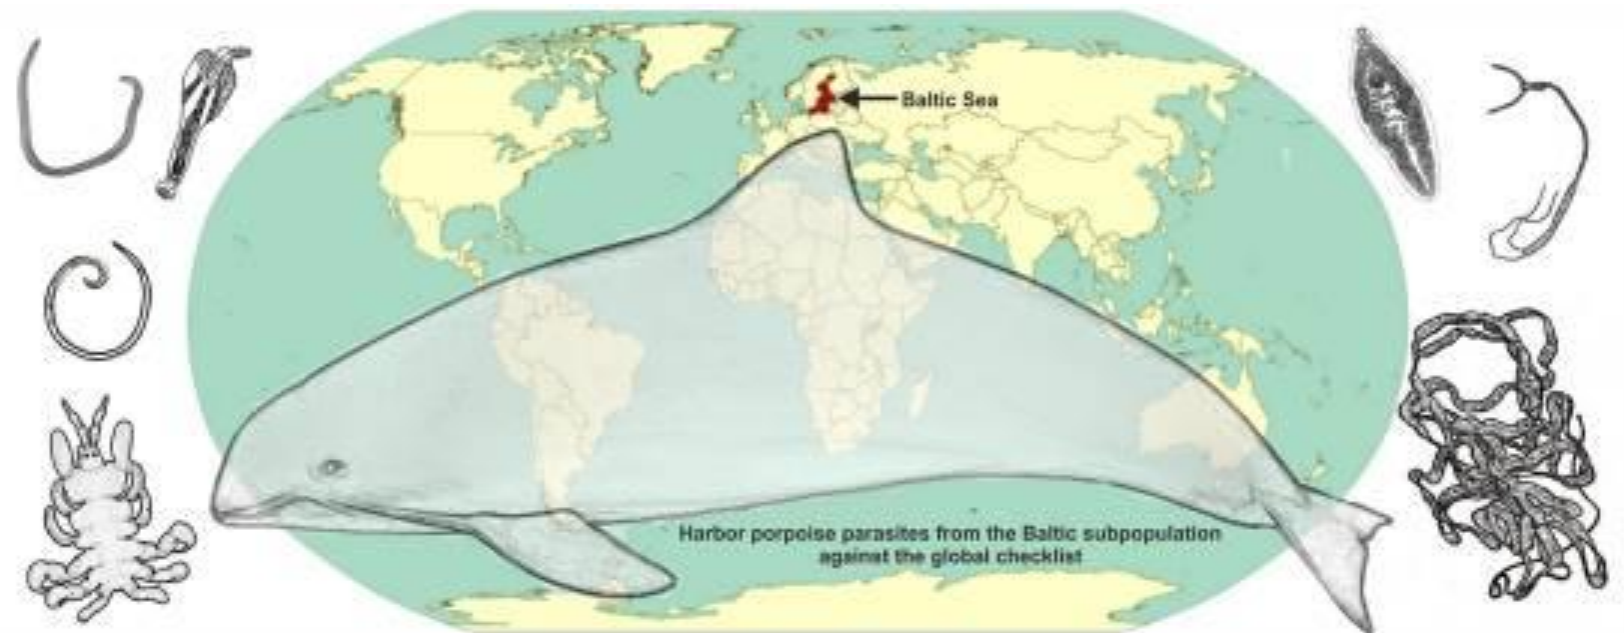 Baltic Sea
Harbor porpoise parasites from the Baltic subpopulation
against the global checklist